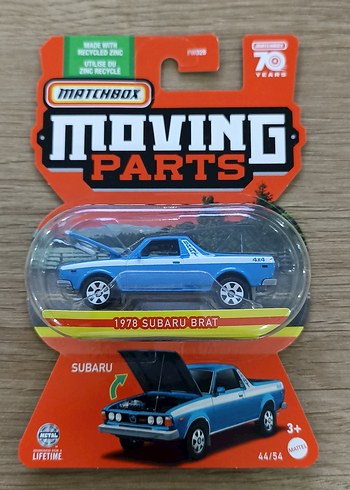 MADE WITH
RECYCLED ZINC
UTILISE DU
ZINC RECYCLÉ
MATCHBOX
70
YEARS
MATCHBOX
MOVING
PARTS
4x4
1978 SUBARU BRAT
SUBARU
METAL
LIFETIME
3+
44/54
MATTEL